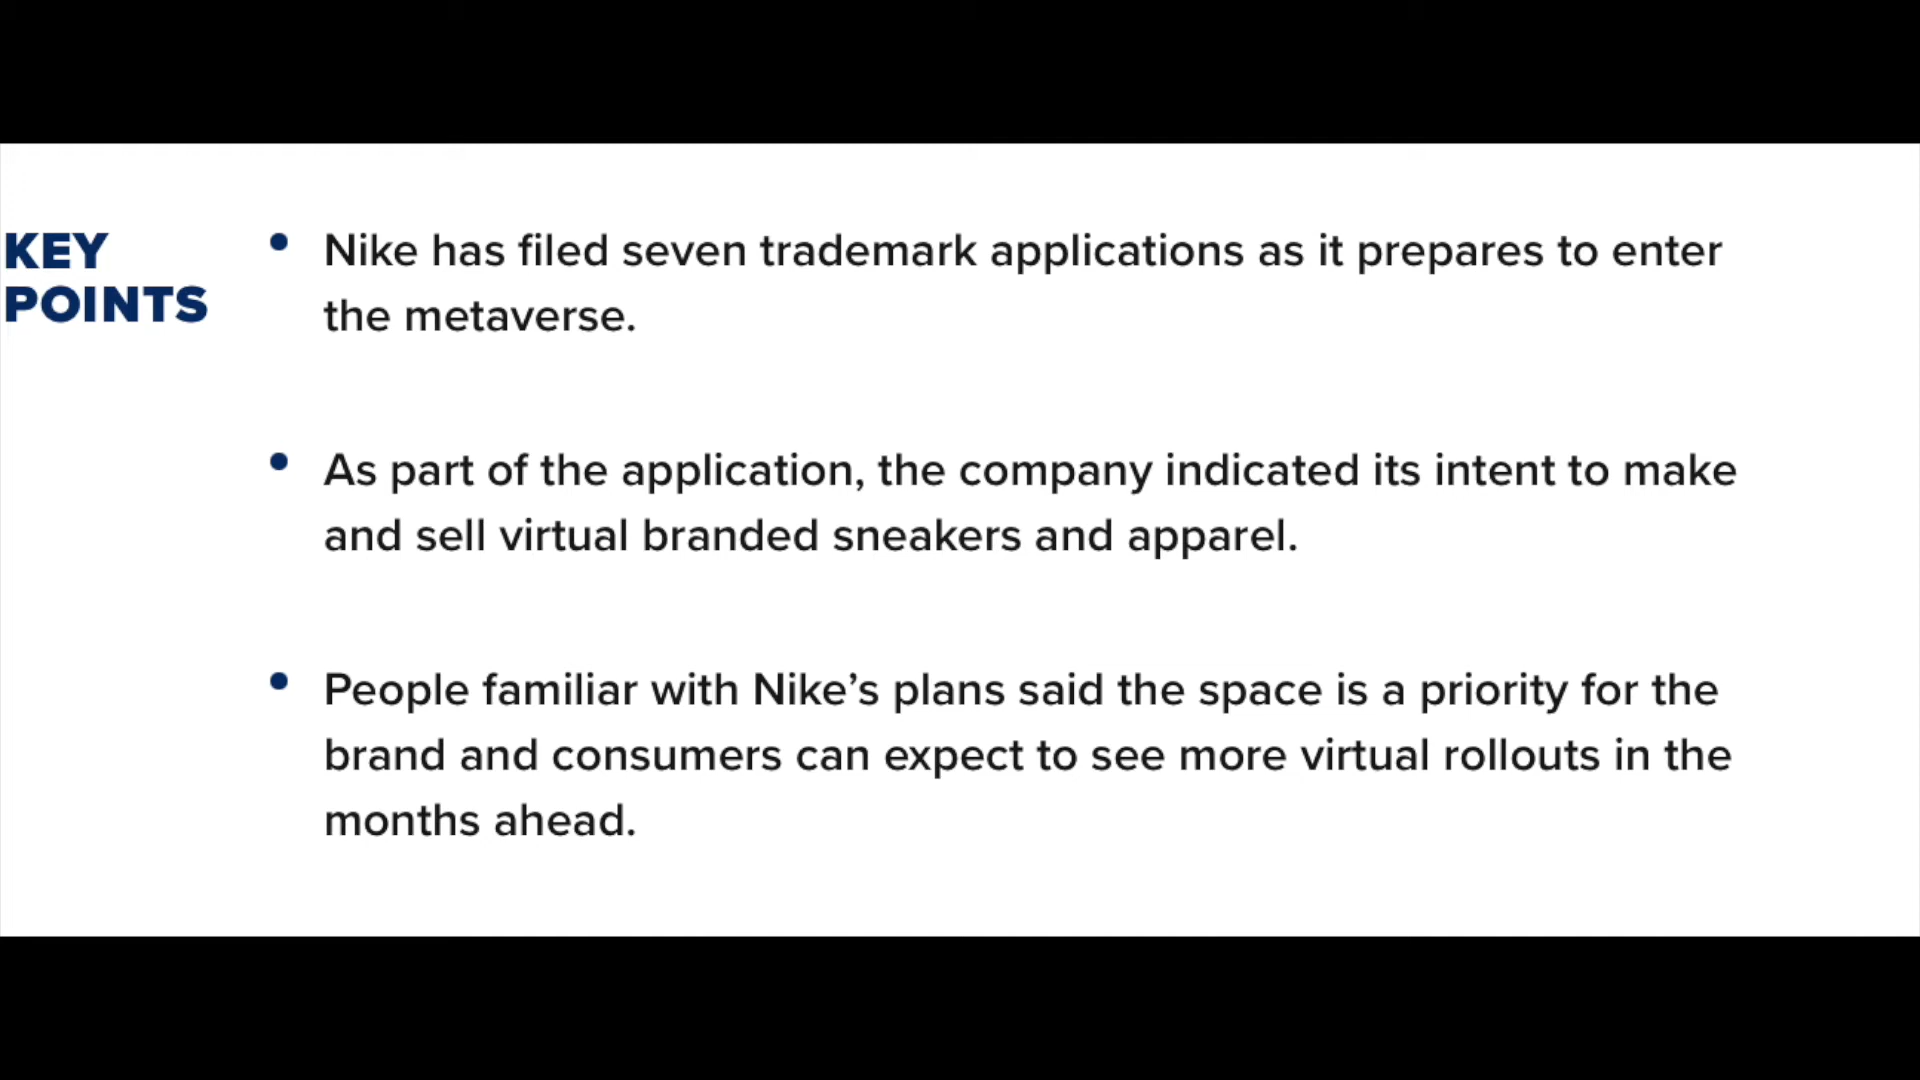 KEY
POINTS
• Nike has filed seven trademark applications as it prepares to enter
the metaverse.
• As part of the application, the company indicated its intent to make
and sell virtual branded sneakers and apparel.
• People familiar with Nike’s plans said the space is a priority for the
brand and consumers can expect to see more virtual rollouts in the
months ahead.